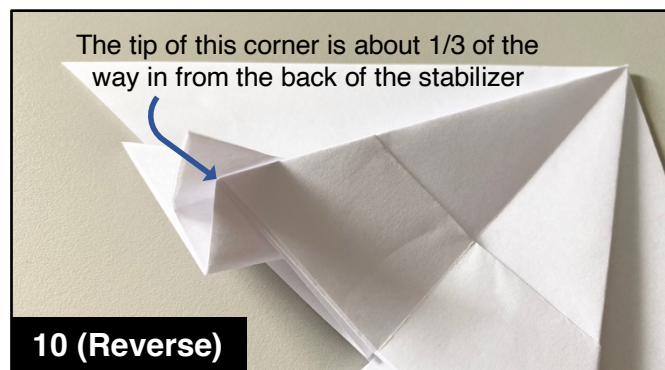 The tip of this corner is about 1/3 of the
way in from the back of the stabilizer
10 (Reverse)